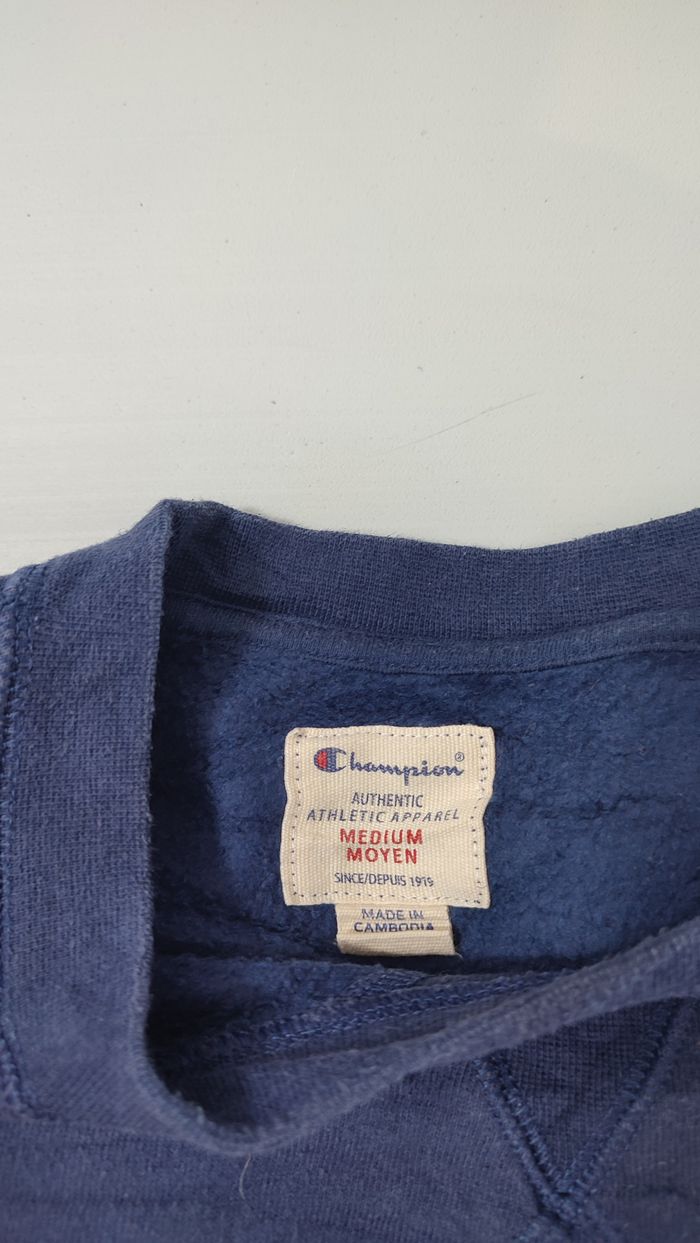 Champion®
AUTHENTIC
ATHLETIC APPAREL
MEDIUM
MOYEN
SINCE/DEPUIS 1919
MADE IN
CAMBODIA